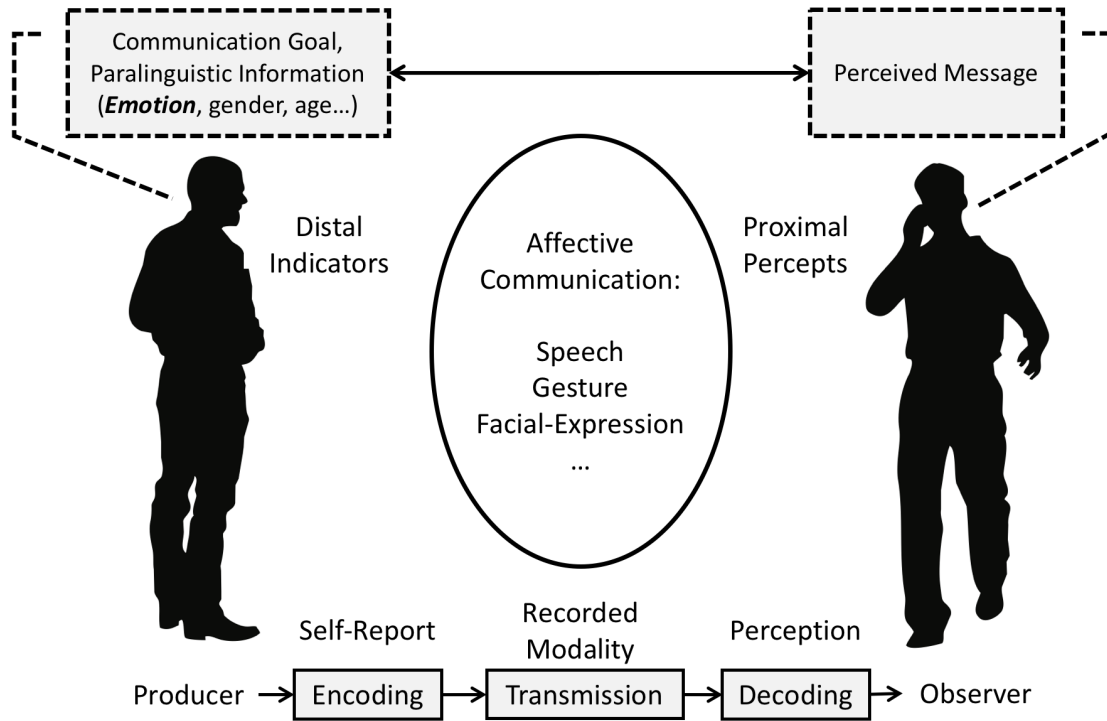 Communication Goal,
Paralinguistic Information
(Emotion, gender, age...)
Perceived Message
Distal
Indicators
Affective
Communication:
Speech
Gesture
Facial-Expression
...
Proximal
Percepts
Self-Report
Recorded
Modality
Perception
Producer
Encoding
Transmission
Decoding
Observer